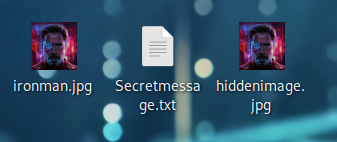 ironman.jpg
Secretmessa
ge.txt
hiddenimage.
jpg